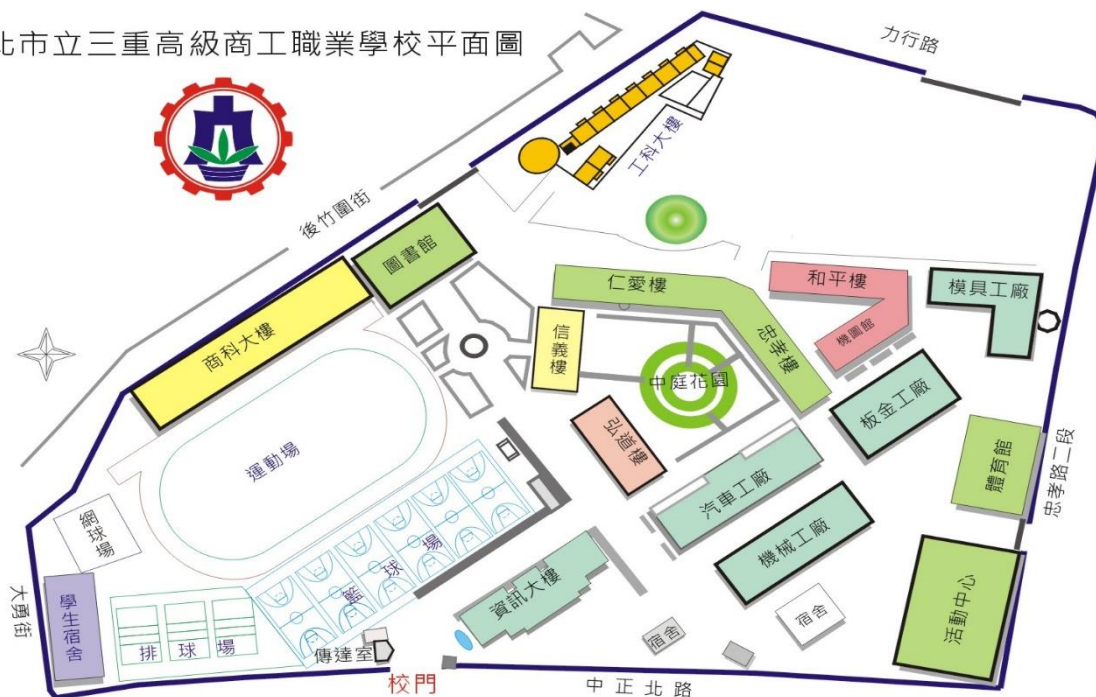 北市立三重高級商工職業學校平面圖
力行路
工科大樓
後竹圍街
圖書館
商科大樓
仁愛樓
和平樓
模具工廠
信義樓
忠孝樓
機圖館
中庭花園
板金工廠
弘道樓
運動場
體育館
忠孝路二段
汽車工廠
網球場
籃球場
機械工廠
資訊大樓
大勇街
學生宿舍
排球場
宿舍
宿舍
活動中心
傳達室
校門
中正北路